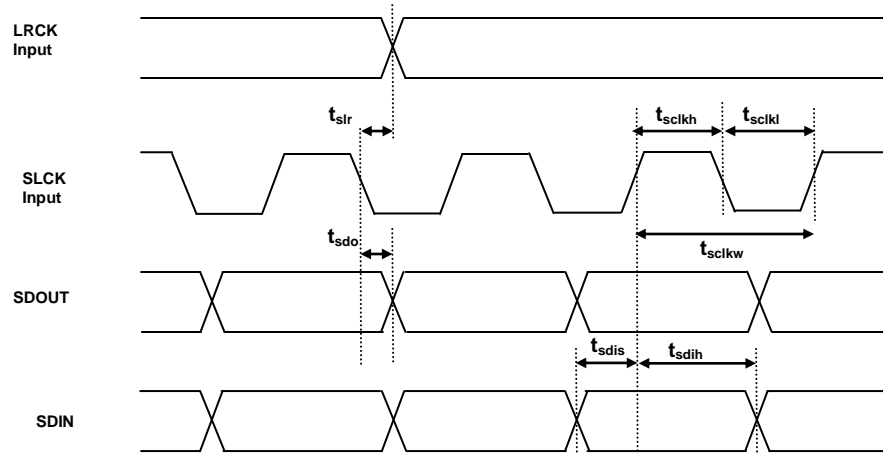 LRCK
Input
tslr
tsclkh
tsclkl
SLCK
Input
tsdo
tsclkw
SDOUT
tsdis
tsdih
SDIN